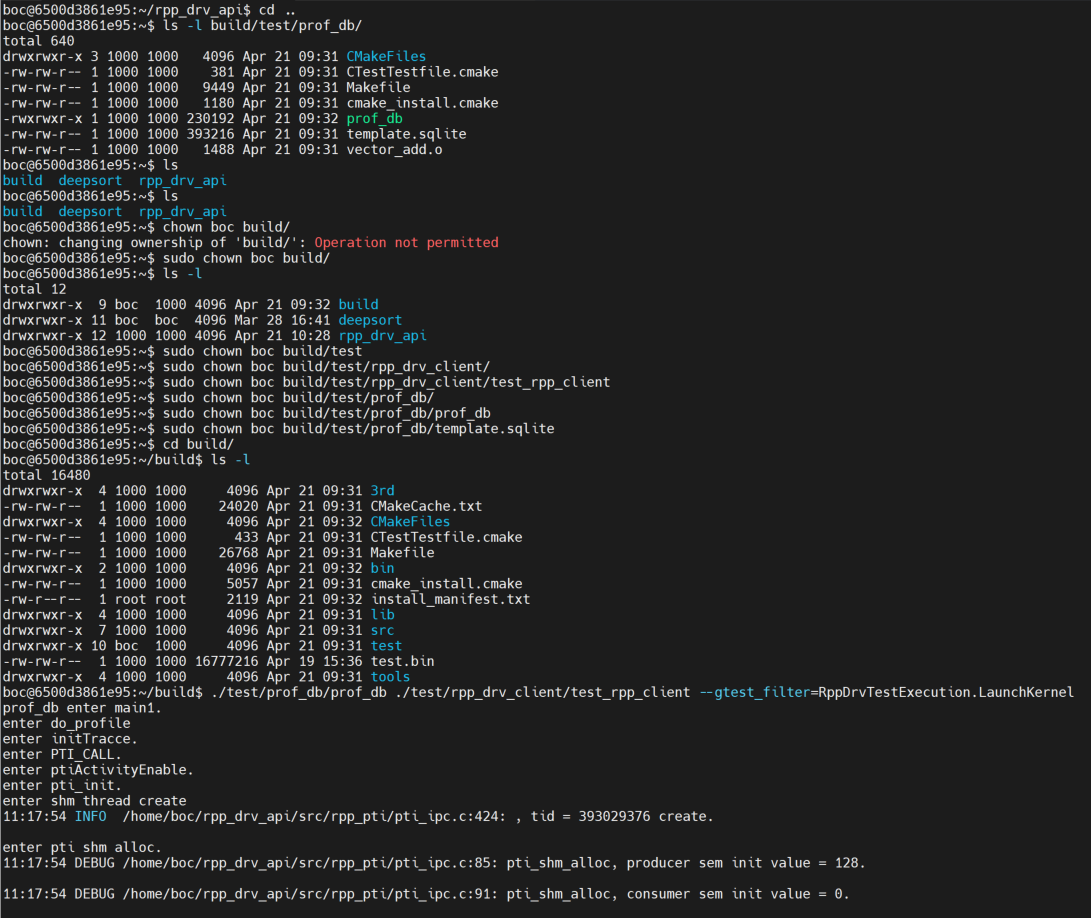 boc@6500d3861e95:~/rpp_drv_api$ cd ..
boc@6500d3861e95:~$ ls -l build/test/prof_db/
total 640
drwxrwxr-x 3 1000 1000   4096 Apr 21 09:31 CMakeFiles
-rw-rw-r-- 1 1000 1000    381 Apr 21 09:31 CTestTestfile.cmake
-rw-rw-r-- 1 1000 1000   9449 Apr 21 09:31 Makefile
-rw-rw-r-- 1 1000 1000   1180 Apr 21 09:31 cmake_install.cmake
-rwxrwxr-x 1 1000 1000 230192 Apr 21 09:32 prof_db
-rw-rw-r-- 1 1000 1000 393216 Apr 21 09:31 template.sqlite
-rw-rw-r-- 1 1000 1000   1488 Apr 21 09:31 vector_add.o
boc@6500d3861e95:~$ ls
build  deepsort  rpp_drv_api
boc@6500d3861e95:~$ ls
build  deepsort  rpp_drv_api
boc@6500d3861e95:~$ chown boc build/
chown: changing ownership of 'build/': Operation not permitted
boc@6500d3861e95:~$ sudo chown boc build/
boc@6500d3861e95:~$ ls -l
total 12
drwxrwxr-x  9 boc  1000 4096 Apr 21 09:32 build
drwxrwxr-x 11 boc  boc  4096 Mar 28 16:41 deepsort
drwxrwxr-x 12 1000 1000 4096 Apr 21 10:28 rpp_drv_api
boc@6500d3861e95:~$ sudo chown boc build/test
boc@6500d3861e95:~$ sudo chown boc build/test/rpp_drv_client/
boc@6500d3861e95:~$ sudo chown boc build/test/rpp_drv_client/test_rpp_client
boc@6500d3861e95:~$ sudo chown boc build/test/prof_db/
boc@6500d3861e95:~$ sudo chown boc build/test/prof_db/prof_db
boc@6500d3861e95:~$ sudo chown boc build/test/prof_db/template.sqlite
boc@6500d3861e95:~$ cd build/
boc@6500d3861e95:~/build$ ls -l
total 16480
drwxrwxr-x  4 1000 1000     4096 Apr 21 09:31 3rd
-rw-rw-r--  1 1000 1000    24020 Apr 21 09:31 CMakeCache.txt
drwxrwxr-x  4 1000 1000     4096 Apr 21 09:32 CMakeFiles
-rw-rw-r--  1 1000 1000      433 Apr 21 09:31 CTestTestfile.cmake
-rw-rw-r--  1 1000 1000    26768 Apr 21 09:31 Makefile
drwxrwxr-x  2 1000 1000     4096 Apr 21 09:32 bin
-rw-rw-r--  1 1000 1000     5057 Apr 21 09:31 cmake_install.cmake
-rw-r--r--  1 root root     2119 Apr 21 09:32 install_manifest.txt
drwxrwxr-x  4 1000 1000     4096 Apr 21 09:31 lib
drwxrwxr-x  7 1000 1000     4096 Apr 21 09:31 src
drwxrwxr-x 10 boc  1000     4096 Apr 21 09:31 test
-rw-rw-r--  1 1000 1000 16777216 Apr 19 15:36 test.bin
drwxrwxr-x  4 1000 1000     4096 Apr 21 09:31 tools
boc@6500d3861e95:~/build$ ./test/prof_db/prof_db ./test/rpp_drv_client/test_rpp_client --gtest_filter=RppDrvTestExecution.LaunchKernel
prof_db enter main1.
enter do_profile
enter initTracce.
enter PTI_CALL.
enter ptiActivityEnable.
enter pti_init.
enter shm thread create
11:17:54 INFO  /home/boc/rpp_drv_api/src/rpp_pti/pti_ipc.c:424: , tid = 393029376 create.
enter pti shm alloc.
11:17:54 DEBUG /home/boc/rpp_drv_api/src/rpp_pti/pti_ipc.c:85: pti_shm_alloc, producer sem init value = 128.
11:17:54 DEBUG /home/boc/rpp_drv_api/src/rpp_pti/pti_ipc.c:91: pti_shm_alloc, consumer sem init value = 0.